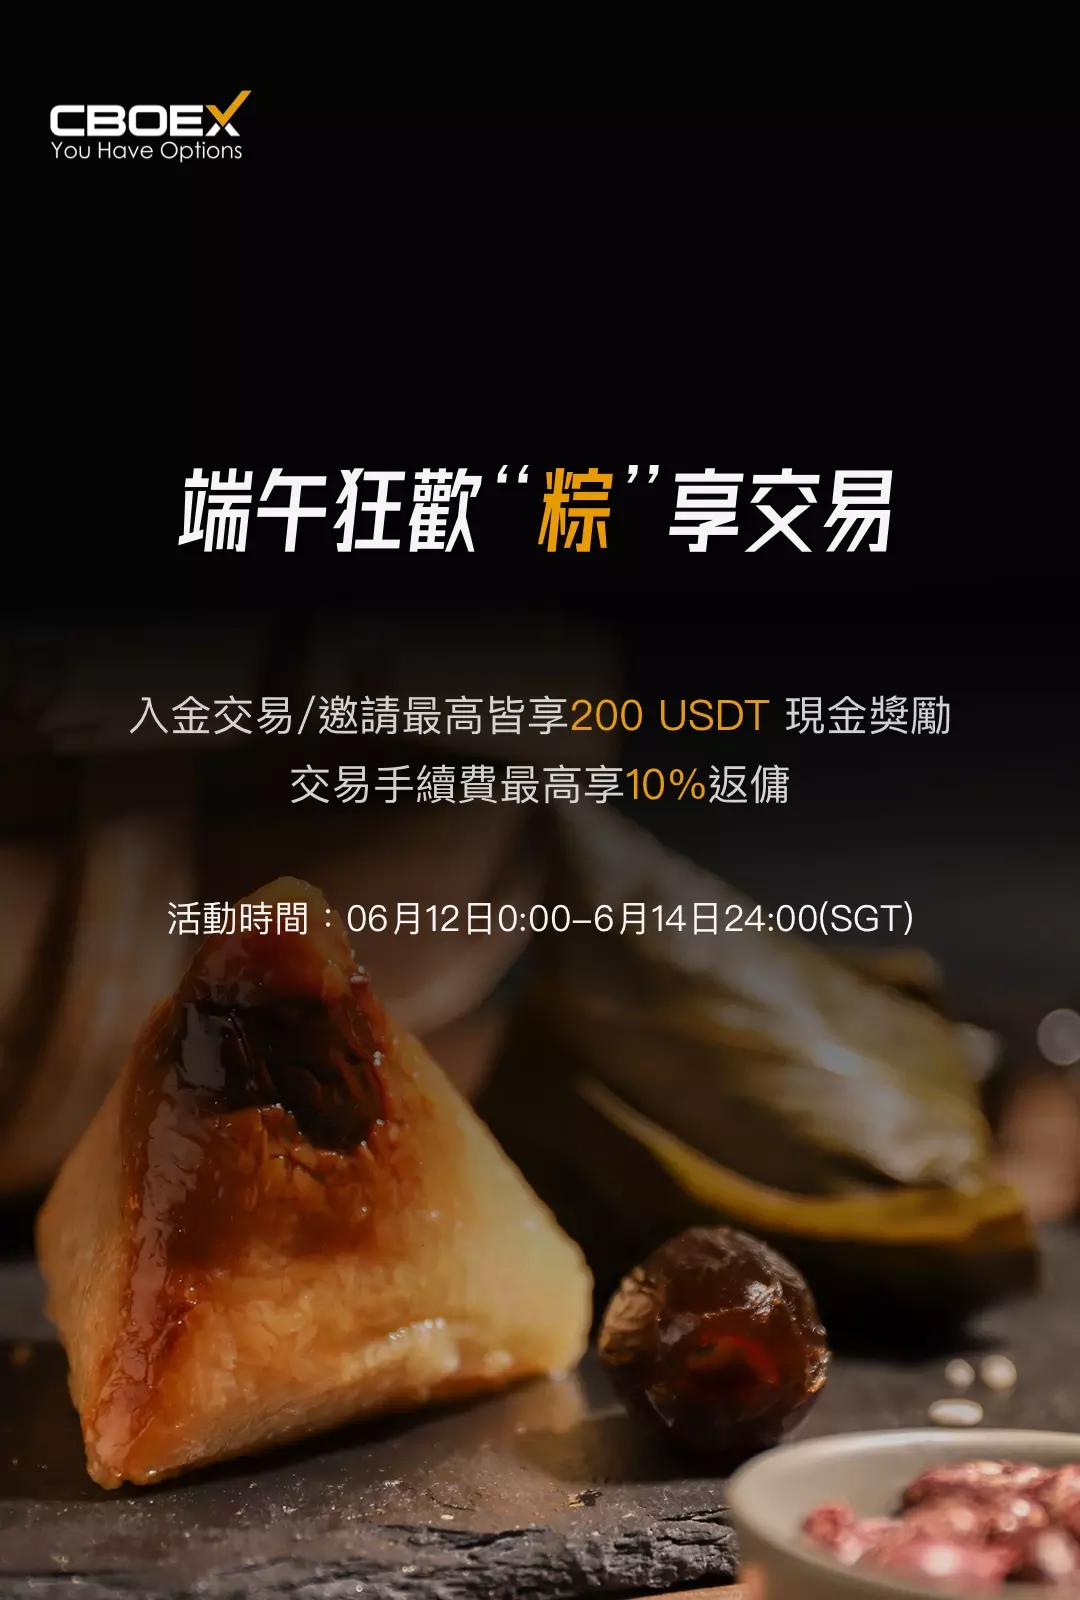 CBOEX
You Have Options
端午狂歡“粽”享交易
入金交易/邀請最高皆享200 USDT 現金獎勵
交易手續費最高享10%返傭
活動時間：06月12日0:00-6月14日24:00(SGT)